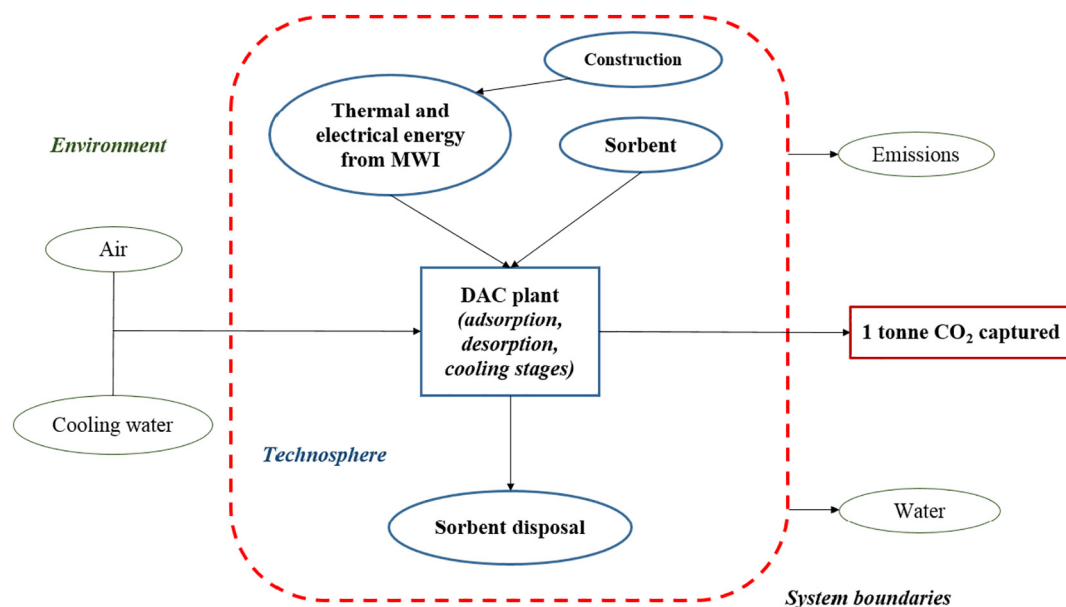 Construction
Thermal and
electrical energy
from MWI
Environment
Sorbent
Emissions
Air
DAC plant
(adsorption,
desorption,
cooling stages)
1 tonne CO₂ captured
Cooling water
Technosphere
Sorbent disposal
Water
System boundaries